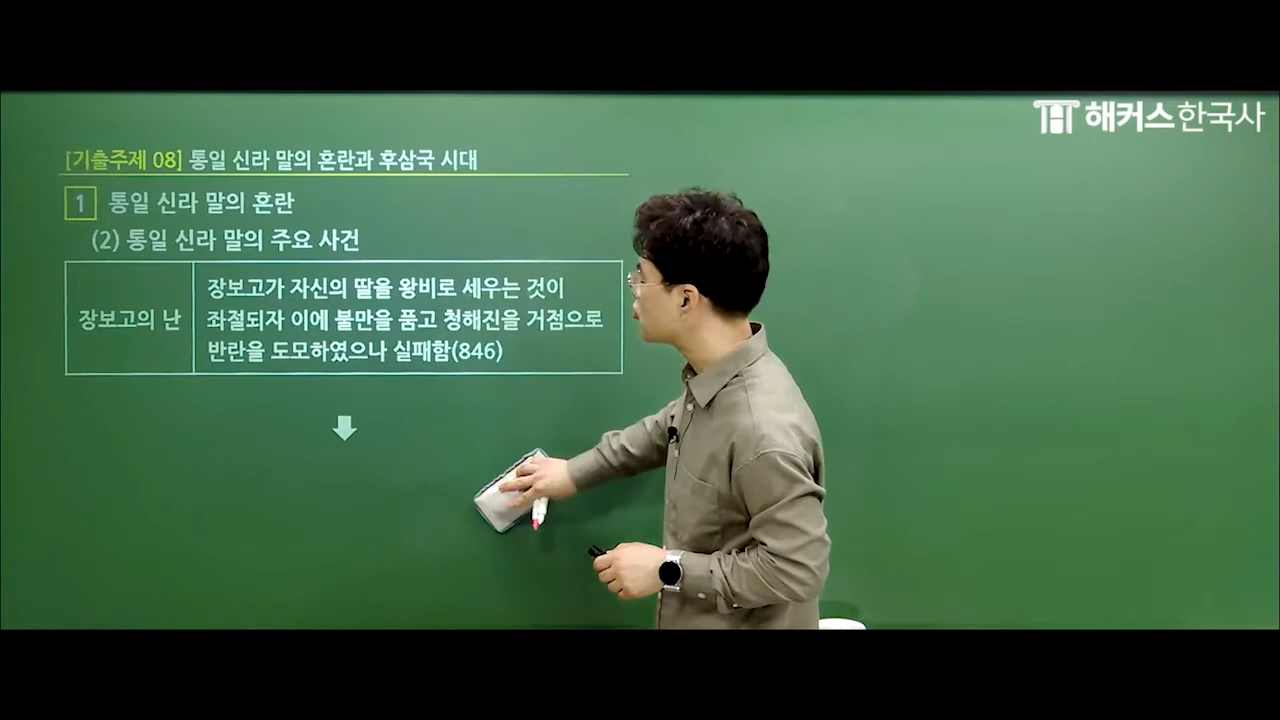 해커스한국사
[기출주제 08] 통일 신라 말의 혼란과 후삼국 시대
1 통일 신라 말의 혼란
(2) 통일 신라 말의 주요 사건
장보고의 난
장보고가 자신의 딸을 왕비로 세우는 것이
좌절되자 이에 불만을 품고 청해진을 거점으로
반란을 도모하였으나 실패함(846)